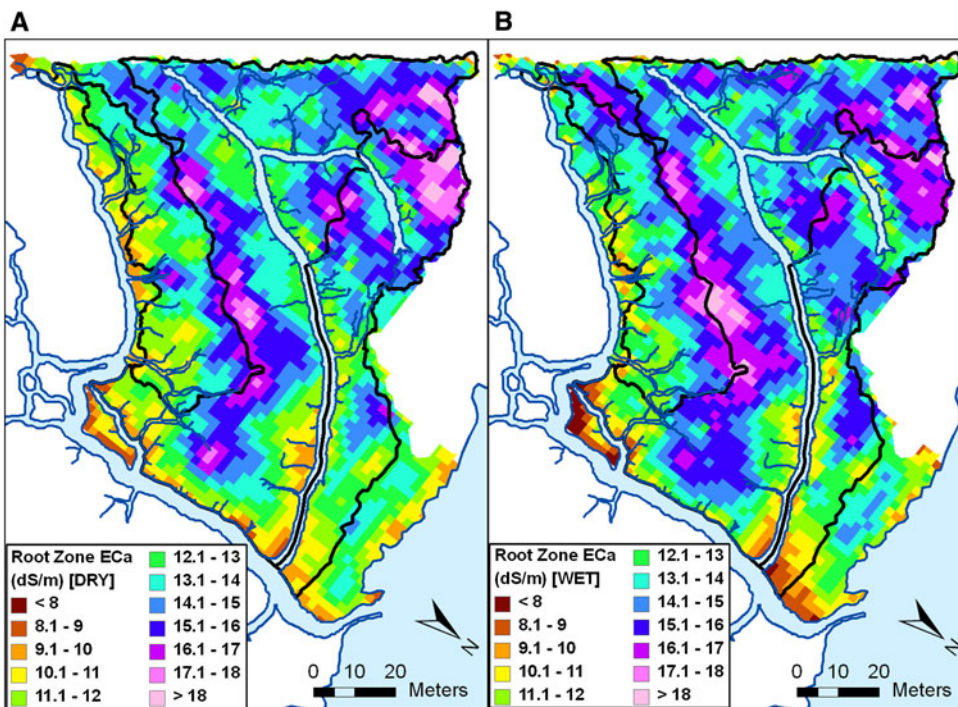 A
B
Root Zone ECa
(dS/m) [DRY]
< 8
8.1 - 9
9.1 - 10
10.1 - 11
11.1 - 12
12.1 - 13
13.1 - 14
14.1 - 15
15.1 - 16
16.1 - 17
17.1 - 18
> 18
N
0 10 20
Meters
Root Zone ECa
(dS/m) [WET]
< 8
8.1 - 9
9.1 - 10
10.1 - 11
11.1 - 12
12.1 - 13
13.1 - 14
14.1 - 15
15.1 - 16
16.1 - 17
17.1 - 18
> 18
N
0 10 20
Meters